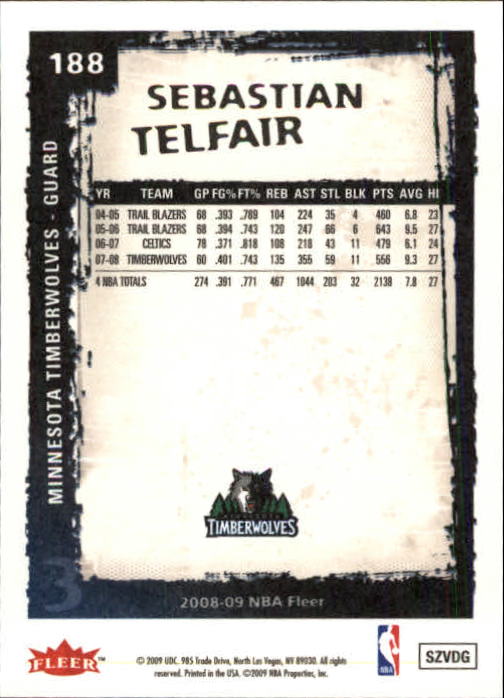 188
SEBASTIAN
TELFAIR
MINNESOTA TIMBERWOLVES - GUARD
YR TEAM GP FG% FT% REB AST STL BLK PTS AVG HI
04-05 TRAIL BLAZERS 68 .393 .789 104 224 35 4 460 6.8 23
05-06 TRAIL BLAZERS 68 .394 .743 120 247 66 6 643 9.5 27
06-07 CELTICS 78 .371 .818 108 218 43 11 479 6.1 24
07-08 TIMBERWOLVES 60 .401 .743 135 355 59 11 556 9.3 27
4 NBA TOTALS 274 .391 .771 467 1044 203 32 2138 7.8 27
TIMBERWOLVES
3
2008-09 NBA Fleer
FLEER™
© 2009 UDC. 985 Trade Drive, North Las Vegas, NV 89030. All rights
reserved. Printed in the USA. ©2009 NBA Properties, Inc.
NBA
SZVDG